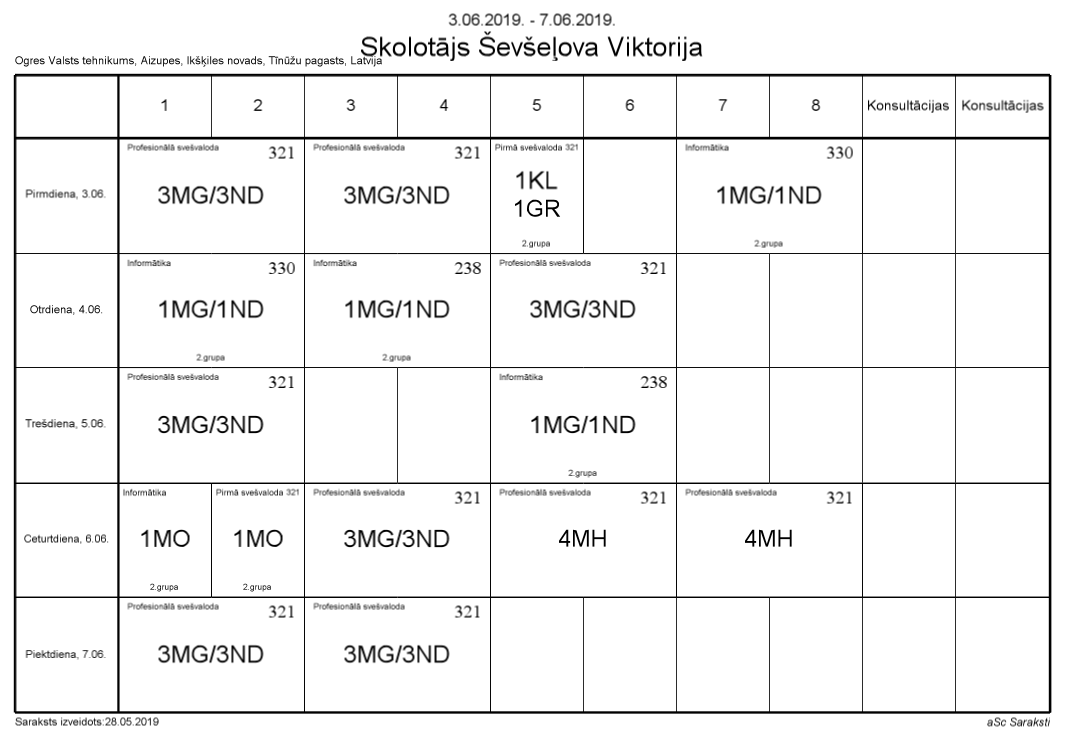 3.06.2019. - 7.06.2019.
Skolotājs Ševšeļova Viktorija
Ogres Valsts tehnikums, Aizupes, Ikšķiles novads, Tīnūžu pagasts, Latvija
1 2 3 4 5 6 7 8 Konsultācijas Konsultācijas
Pirmdiena, 3.06.
Profesionālā svešvaloda 321
3MG/3ND
Profesionālā svešvaloda 321
3MG/3ND
Pirmā svešvaloda 321
1KL
1GR
2.grupa
Informātika 330
1MG/1ND
2.grupa
Otrdiena, 4.06.
Informātika 330
1MG/1ND
2.grupa
Informātika 238
1MG/1ND
2.grupa
Profesionālā svešvaloda 321
3MG/3ND
Trešdiena, 5.06.
Profesionālā svešvaloda 321
3MG/3ND
Informātika 238
1MG/1ND
2.grupa
Ceturtdiena, 6.06.
Informātika
1MO
2.grupa
Pirmā svešvaloda 321
1MO
2.grupa
Profesionālā svešvaloda 321
3MG/3ND
Profesionālā svešvaloda 321
4MH
Profesionālā svešvaloda 321
4MH
Piektdiena, 7.06.
Profesionālā svešvaloda 321
3MG/3ND
Profesionālā svešvaloda 321
3MG/3ND
Saraksts izveidots:28.05.2019
aSc Saraksti